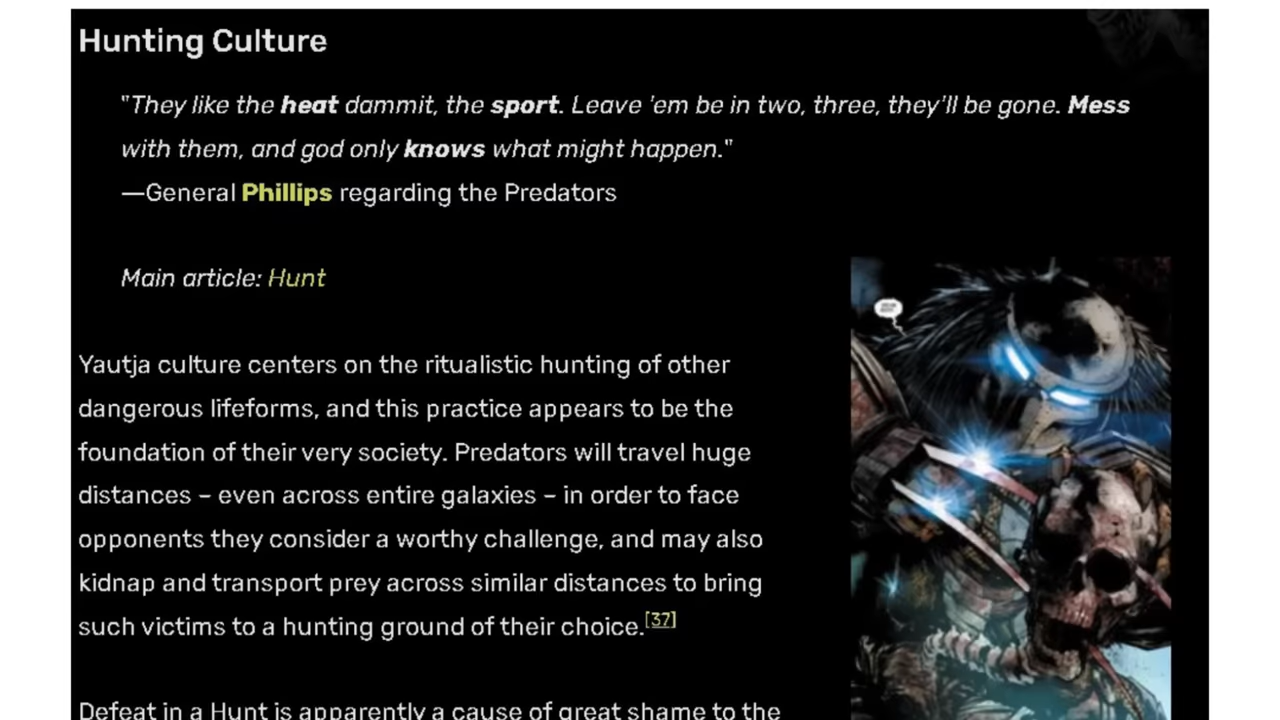 Hunting Culture
"They like the heat dammit, the sport. Leave 'em be in two, three, they'll be gone. Mess
with them, and god only knows what might happen."
—General Phillips regarding the Predators
Main article: Hunt
Yautja culture centers on the ritualistic hunting of other
dangerous lifeforms, and this practice appears to be the
foundation of their very society. Predators will travel huge
distances – even across entire galaxies – in order to face
opponents they consider a worthy challenge, and may also
kidnap and transport prey across similar distances to bring
such victims to a hunting ground of their choice.[37]
Defeat in a Hunt is apparently a cause of great shame to the